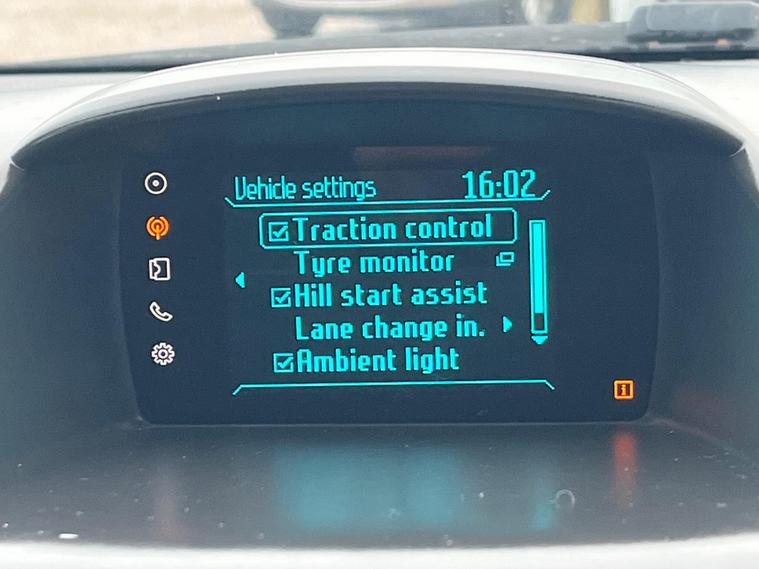 Vehicle settings 16:02
Traction control
Tyre monitor
Hill start assist
Lane change in.
Ambient light
i